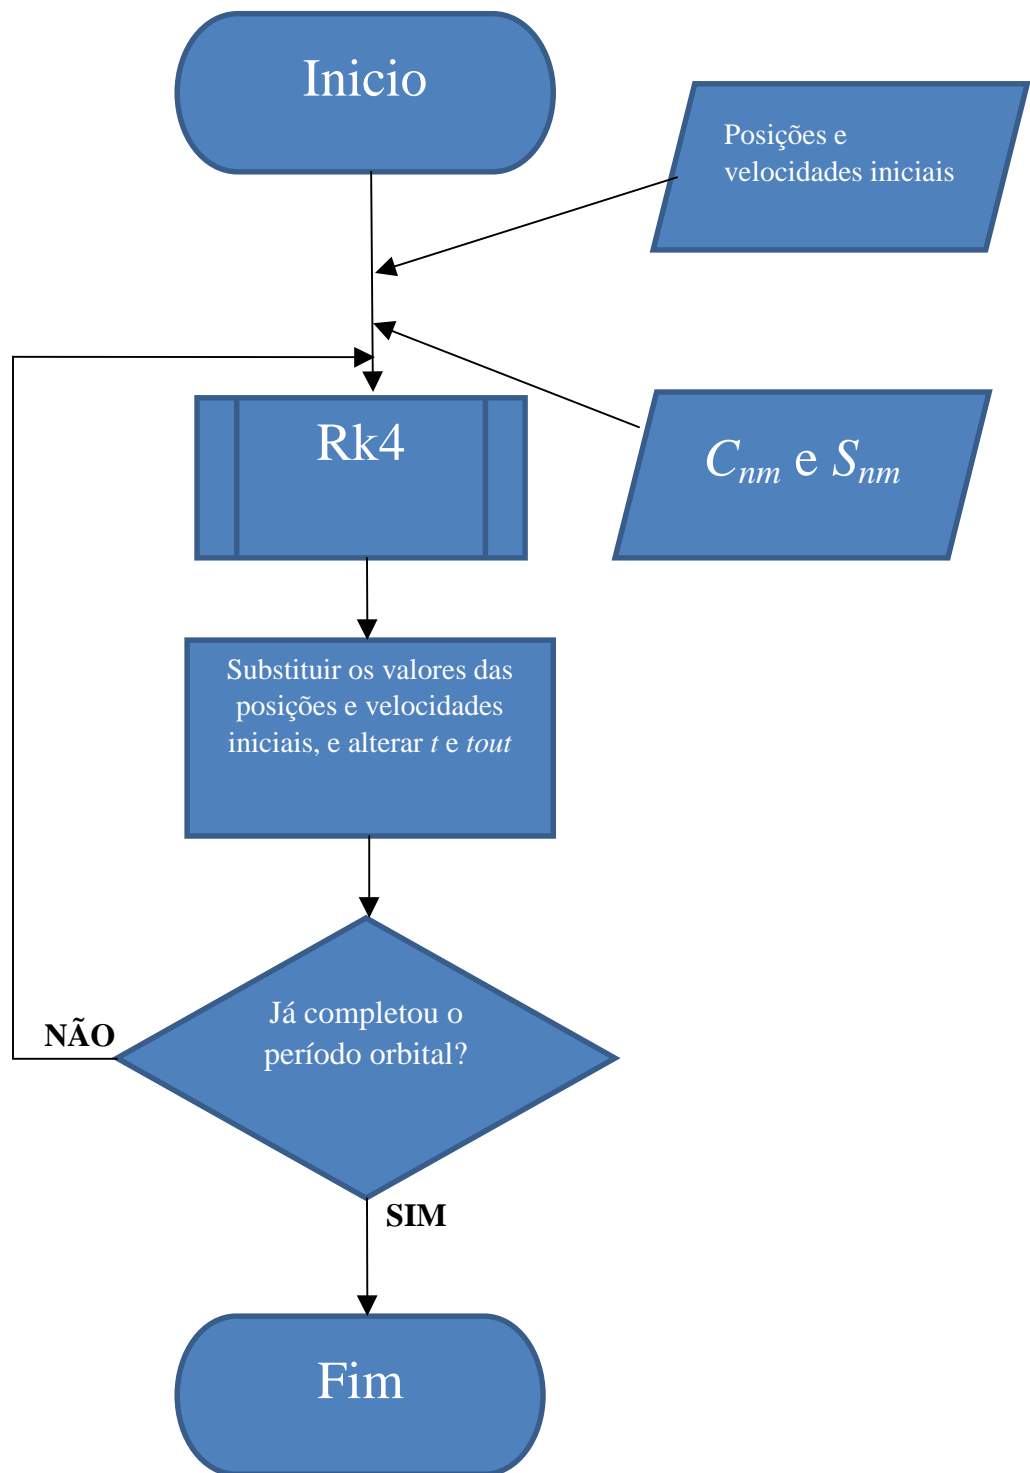 Inicio
Posições e
velocidades iniciais
Rk4
Cnm e Snm
Substituir os valores das
posições e velocidades
iniciais, e alterar t e tout
Já completou o
período orbital?
NÃO
SIM
Fim